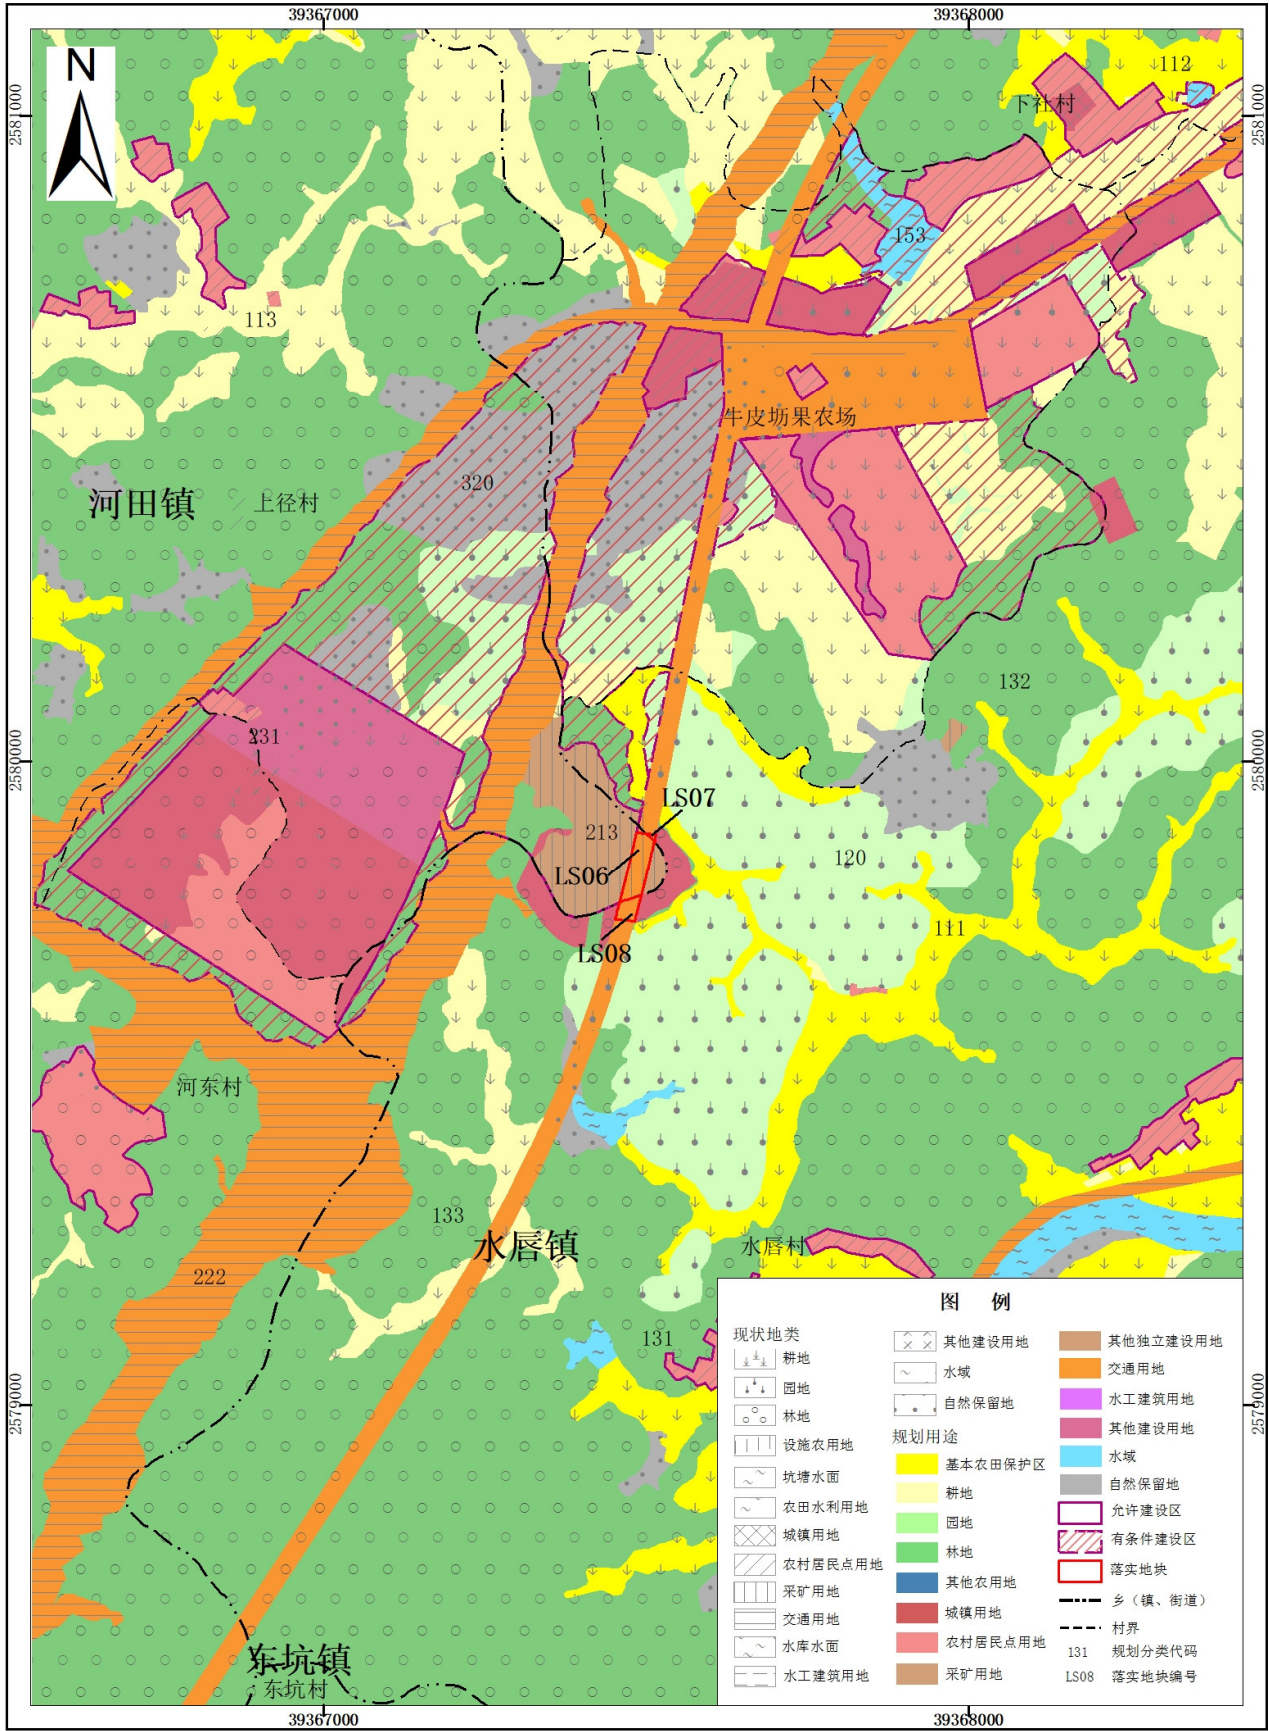 39367000
39368000
N
2581000
2581000
112
下社村
153
113
牛皮坜果农场
320
河田镇
上径村
132
2580000
2580000
231
LS07
213
LS06
120
LS08
111
河东村
133
水唇镇
水唇村
222
131
2579000
2579000
东坑镇
东坑村
图 例
现状地类
耕地
园地
林地
设施农用地
坑塘水面
农田水利用地
城镇用地
农村居民点用地
采矿用地
交通用地
水库水面
水工建筑用地
其他建设用地
水域
自然保留地
规划用途
基本农田保护区
耕地
园地
林地
其他农用地
城镇用地
农村居民点用地
采矿用地
其他独立建设用地
交通用地
水工建筑用地
其他建设用地
水域
自然保留地
允许建设区
有条件建设区
落实地块
乡（镇、街道）
村界
131 规划分类代码
LS08 落实地块编号
39367000
39368000